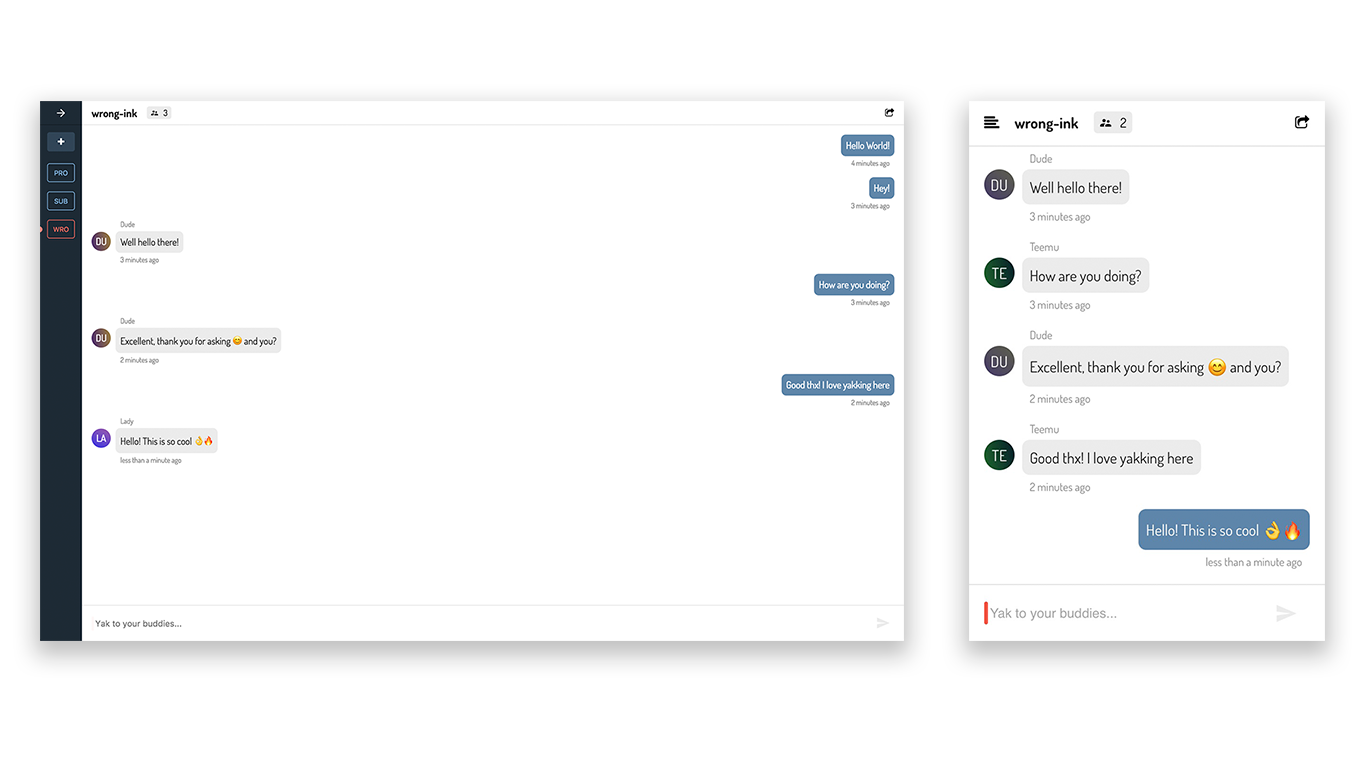 wrong-ink 3
+
PRO
SUB
WRO
Hello World!
4 minutes ago
Hey!
3 minutes ago
Dude
DU Well hello there!
3 minutes ago
How are you doing?
3 minutes ago
Dude
DU Excellent, thank you for asking 😊 and you?
2 minutes ago
Good thx! I love yakking here
2 minutes ago
Lady
LA Hello! This is so cool 👌🔥
less than a minute ago
Yak to your buddies...
wrong-ink 2
Dude
DU Well hello there!
3 minutes ago
Teemu
TE How are you doing?
3 minutes ago
Dude
DU Excellent, thank you for asking 😊 and you?
2 minutes ago
Teemu
TE Good thx! I love yakking here
2 minutes ago
Hello! This is so cool 👌🔥
less than a minute ago
Yak to your buddies...